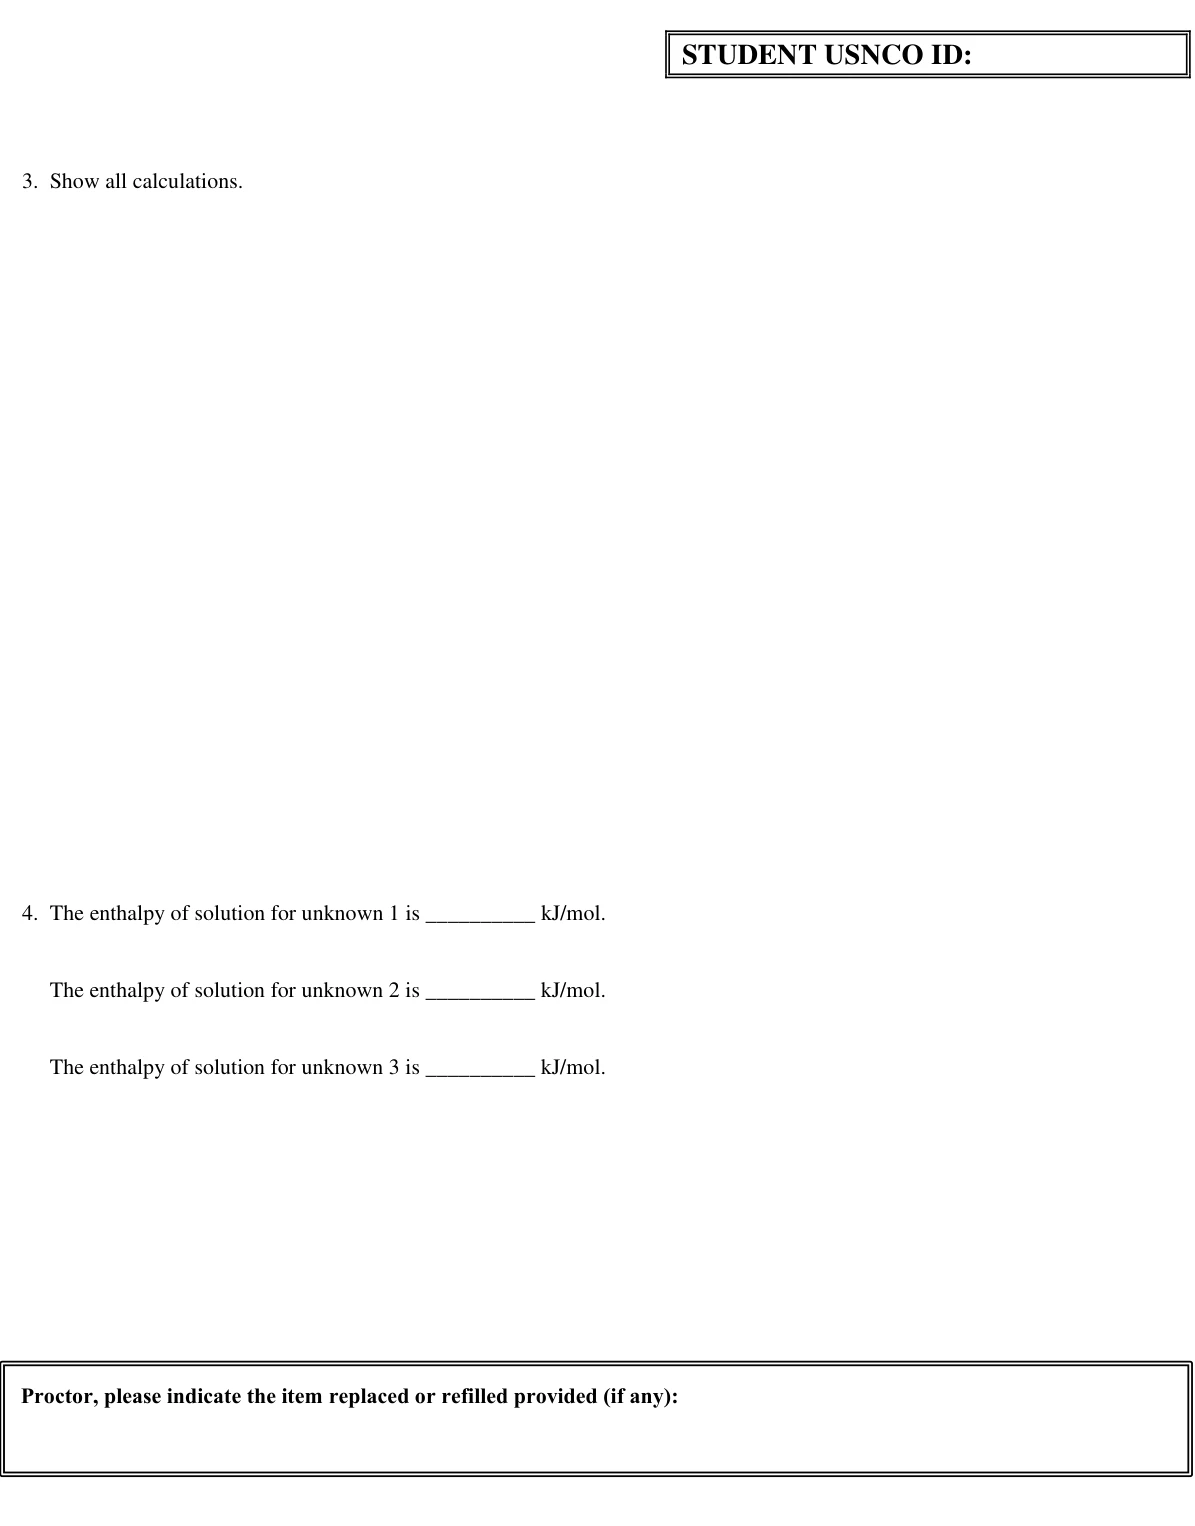 STUDENT USNCO ID:
3. Show all calculations.
4. The enthalpy of solution for unknown 1 is __________ kJ/mol.
The enthalpy of solution for unknown 2 is __________ kJ/mol.
The enthalpy of solution for unknown 3 is __________ kJ/mol.
Proctor, please indicate the item replaced or refilled provided (if any):